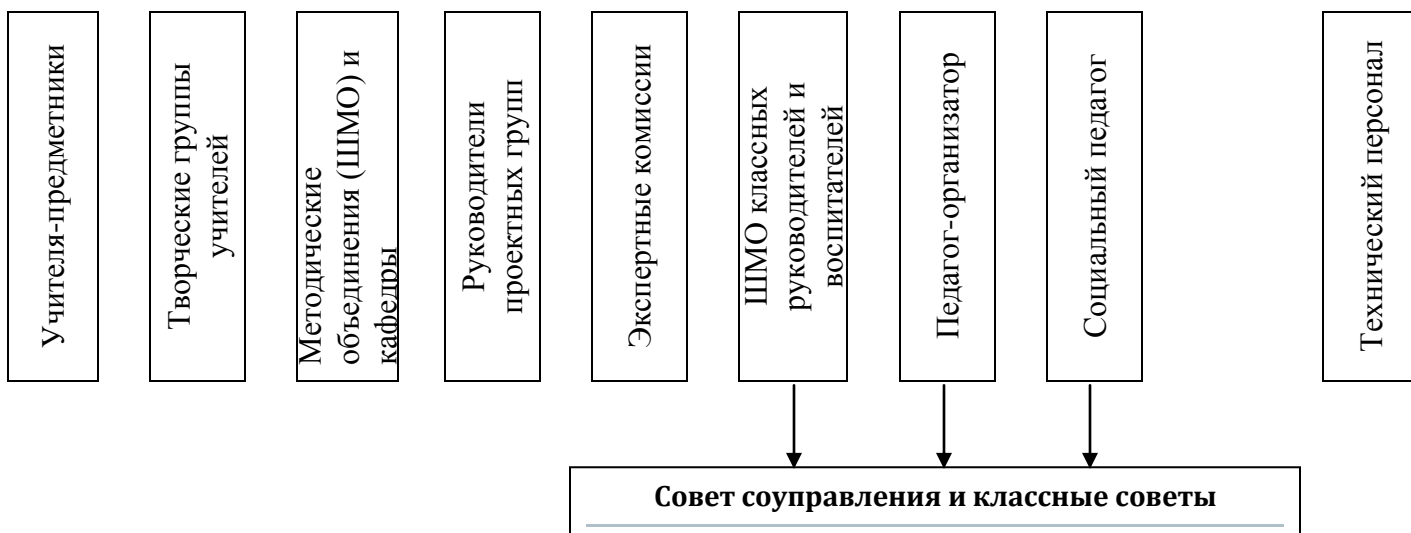 Учителя-предметники
Творческие группы
учителей
Методические
объединения (ШМО) и
кафедры
Руководители
проектных групп
Экспертные комиссии
ШМО классных
руководителей и
воспитателей
Педагог-организатор
Социальный педагог
Технический персонал
Совет соуправления и классные советы